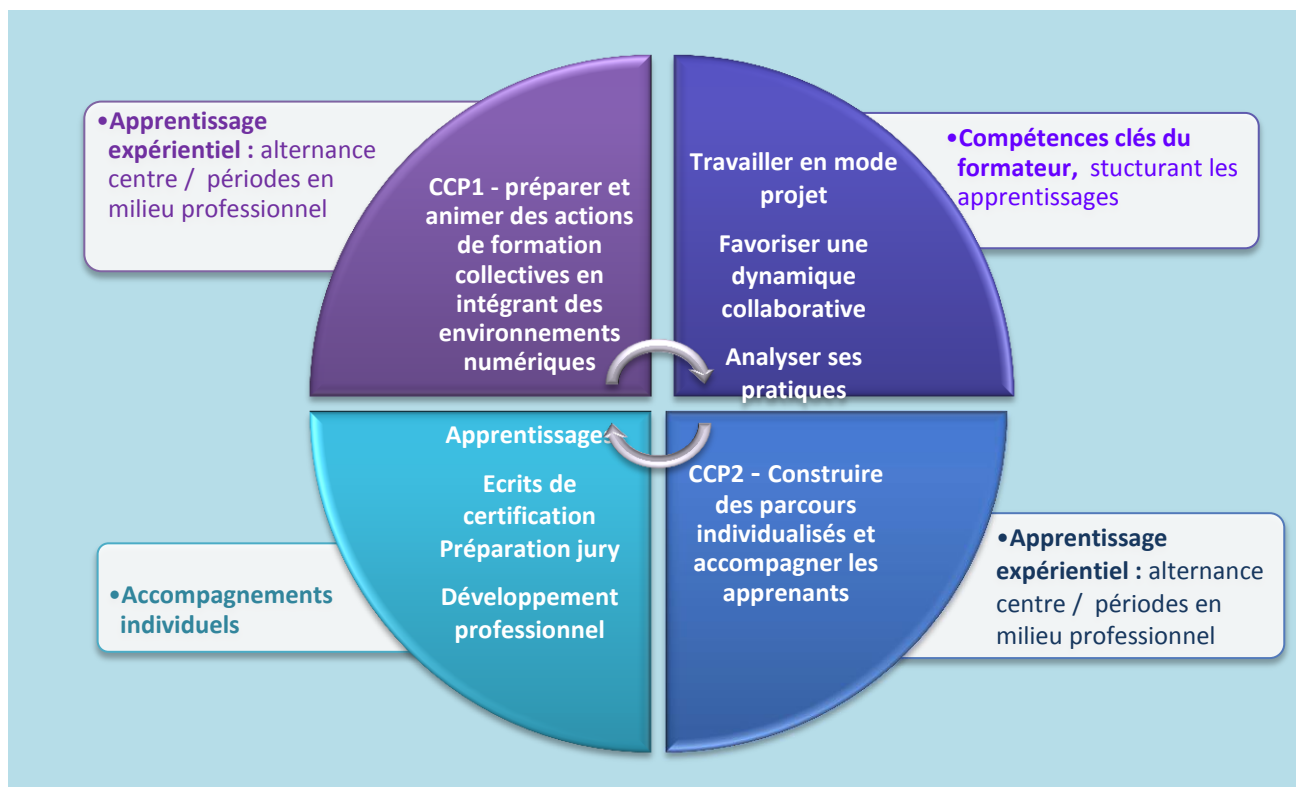 •Apprentissage
expérientiel : alternance
centre / périodes en
milieu professionnel
CCP1 - préparer et
animer des actions
de formation
collectives en
intégrant des
environnements
numériques
Travailler en mode
projet
Favoriser une
dynamique
collaborative
Analyser ses
pratiques
•Compétences clés du
formateur, stucturant les
apprentissages
•Accompagnements
individuels
Apprentissages
Ecrits de
certification
Préparation jury
Développement
professionnel
CCP2 - Construire
des parcours
individualisés et
accompagner les
apprenants
•Apprentissage
expérientiel : alternance
centre / périodes en
milieu professionnel